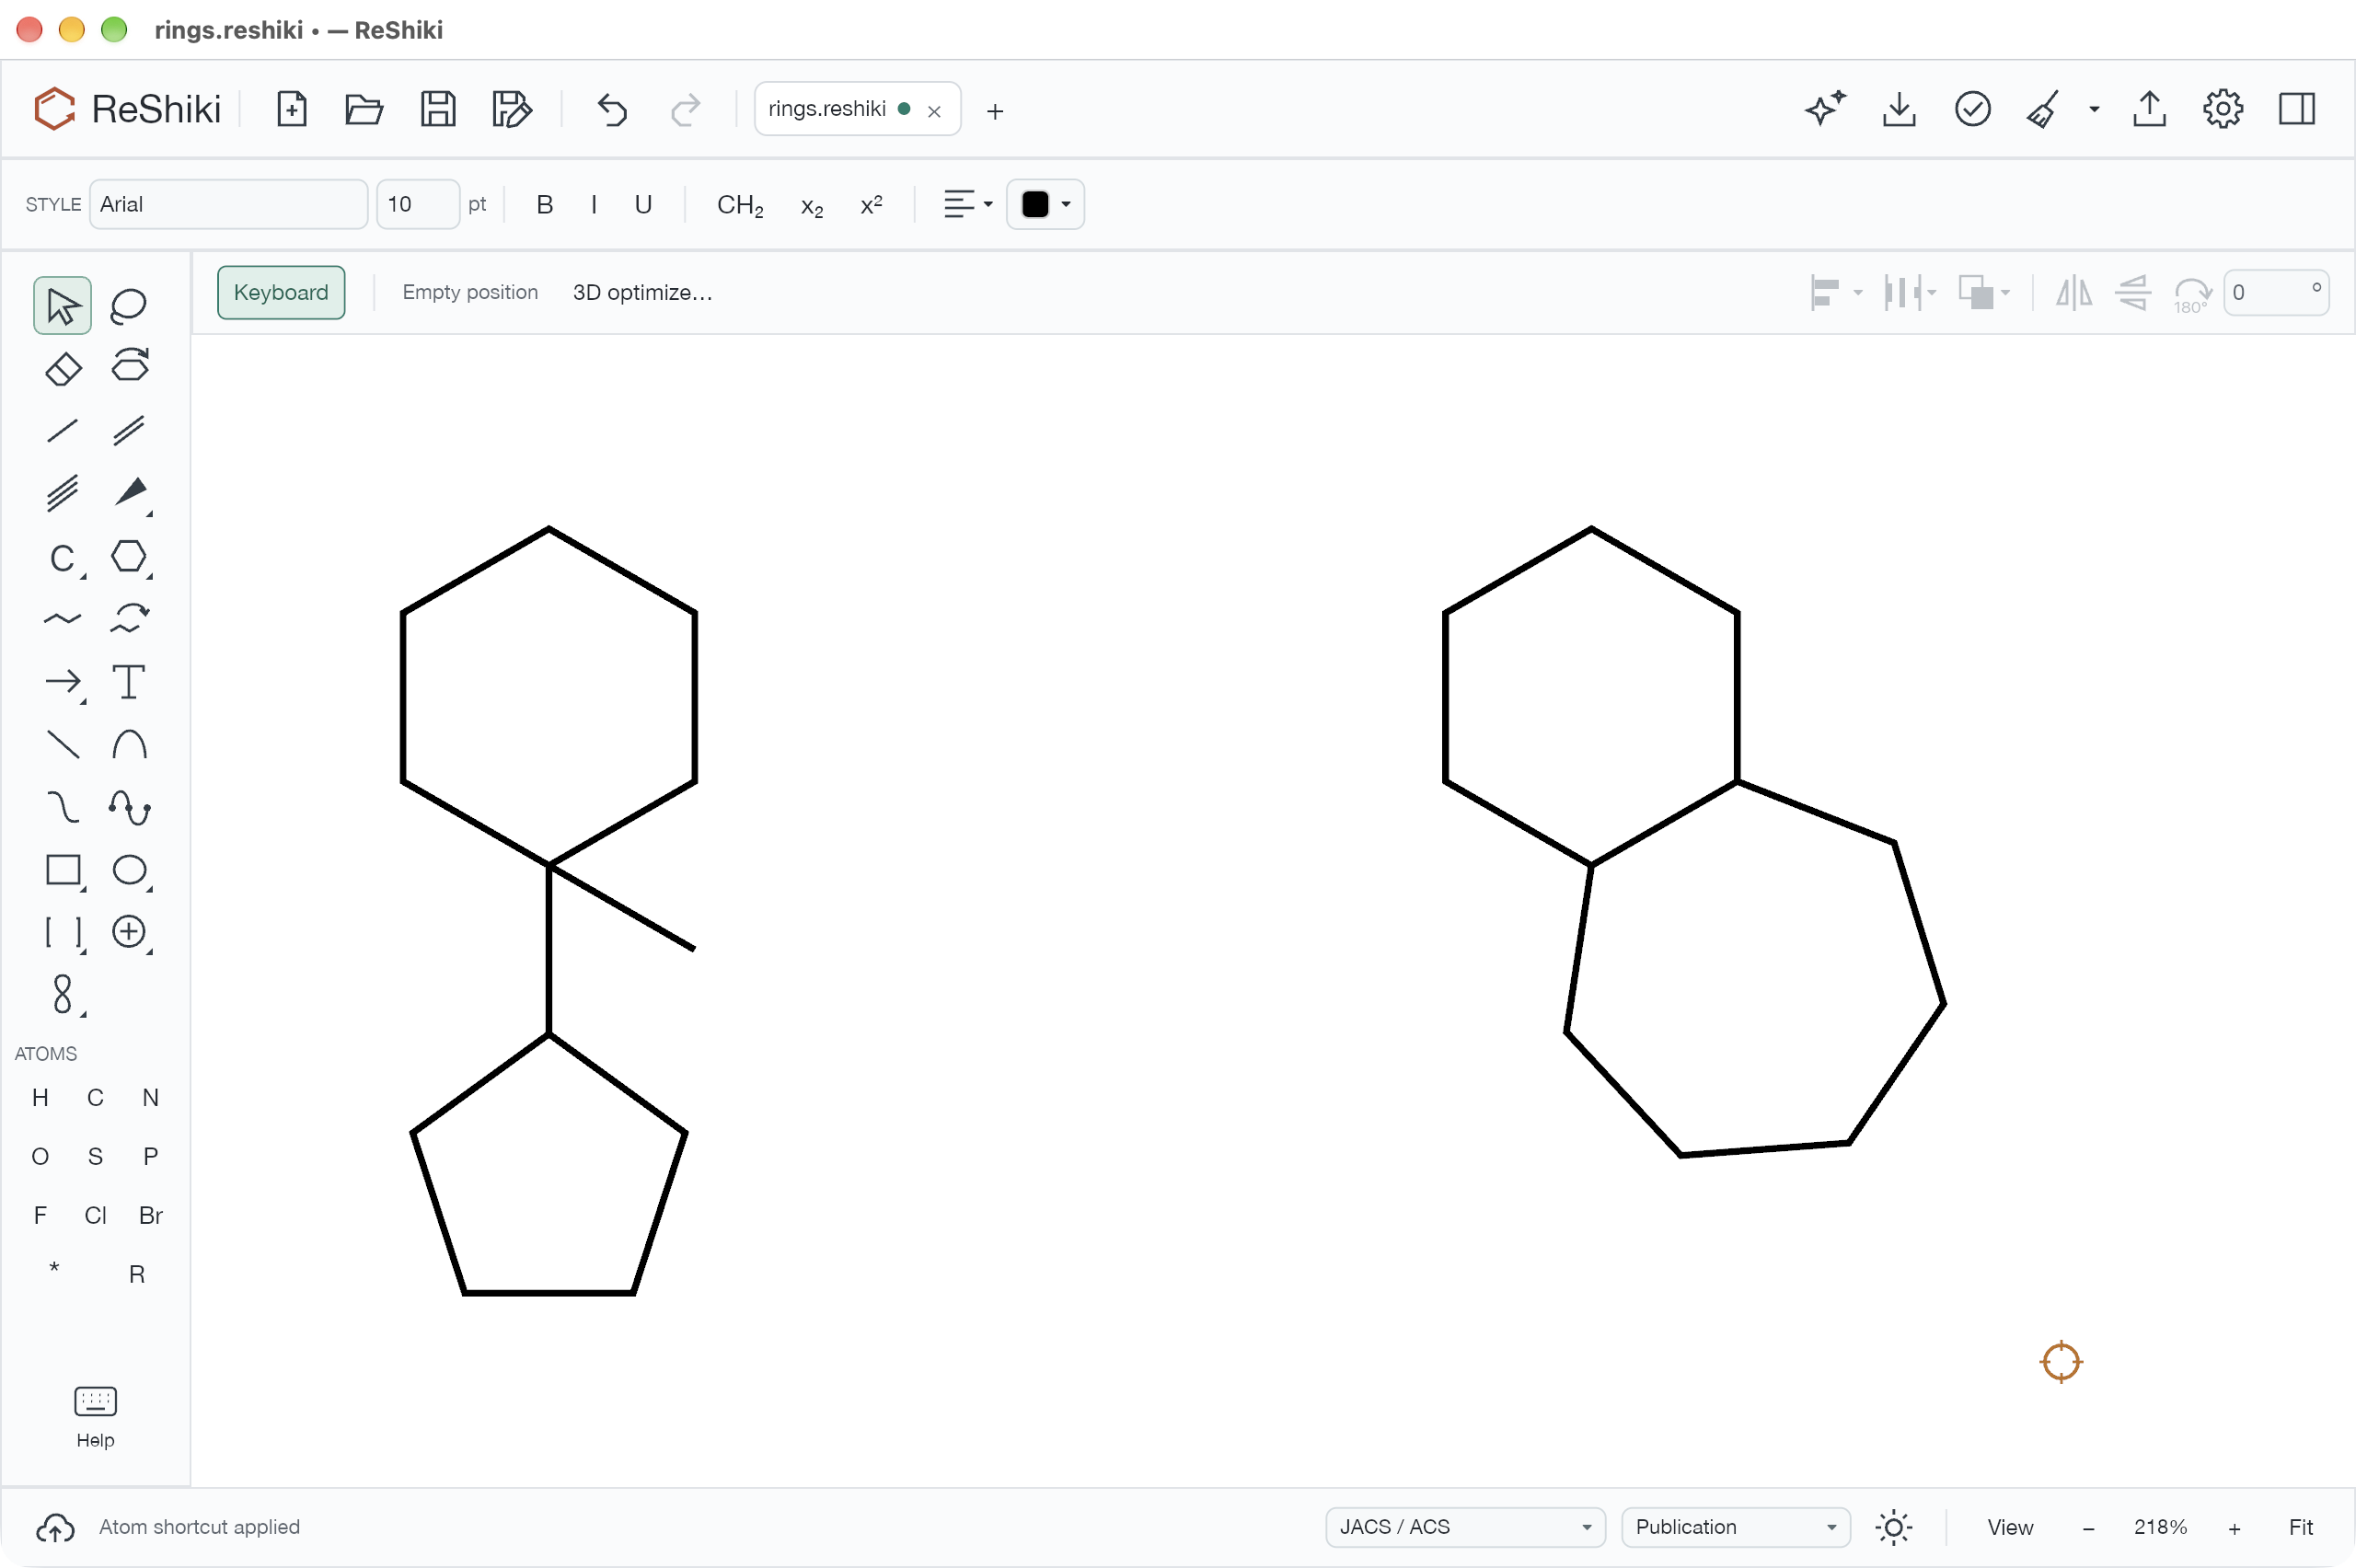 rings.reshiki • — ReShiki
ReShiki
rings.reshiki
STYLE Arial 10 pt B I U CH₂ x₂ x²
Keyboard Empty position 3D optimize...
180° 0 °
C
T
ATOMS
H C N
O S P
F Cl Br
* R
Help
Atom shortcut applied JACS / ACS Publication View – 218% + Fit